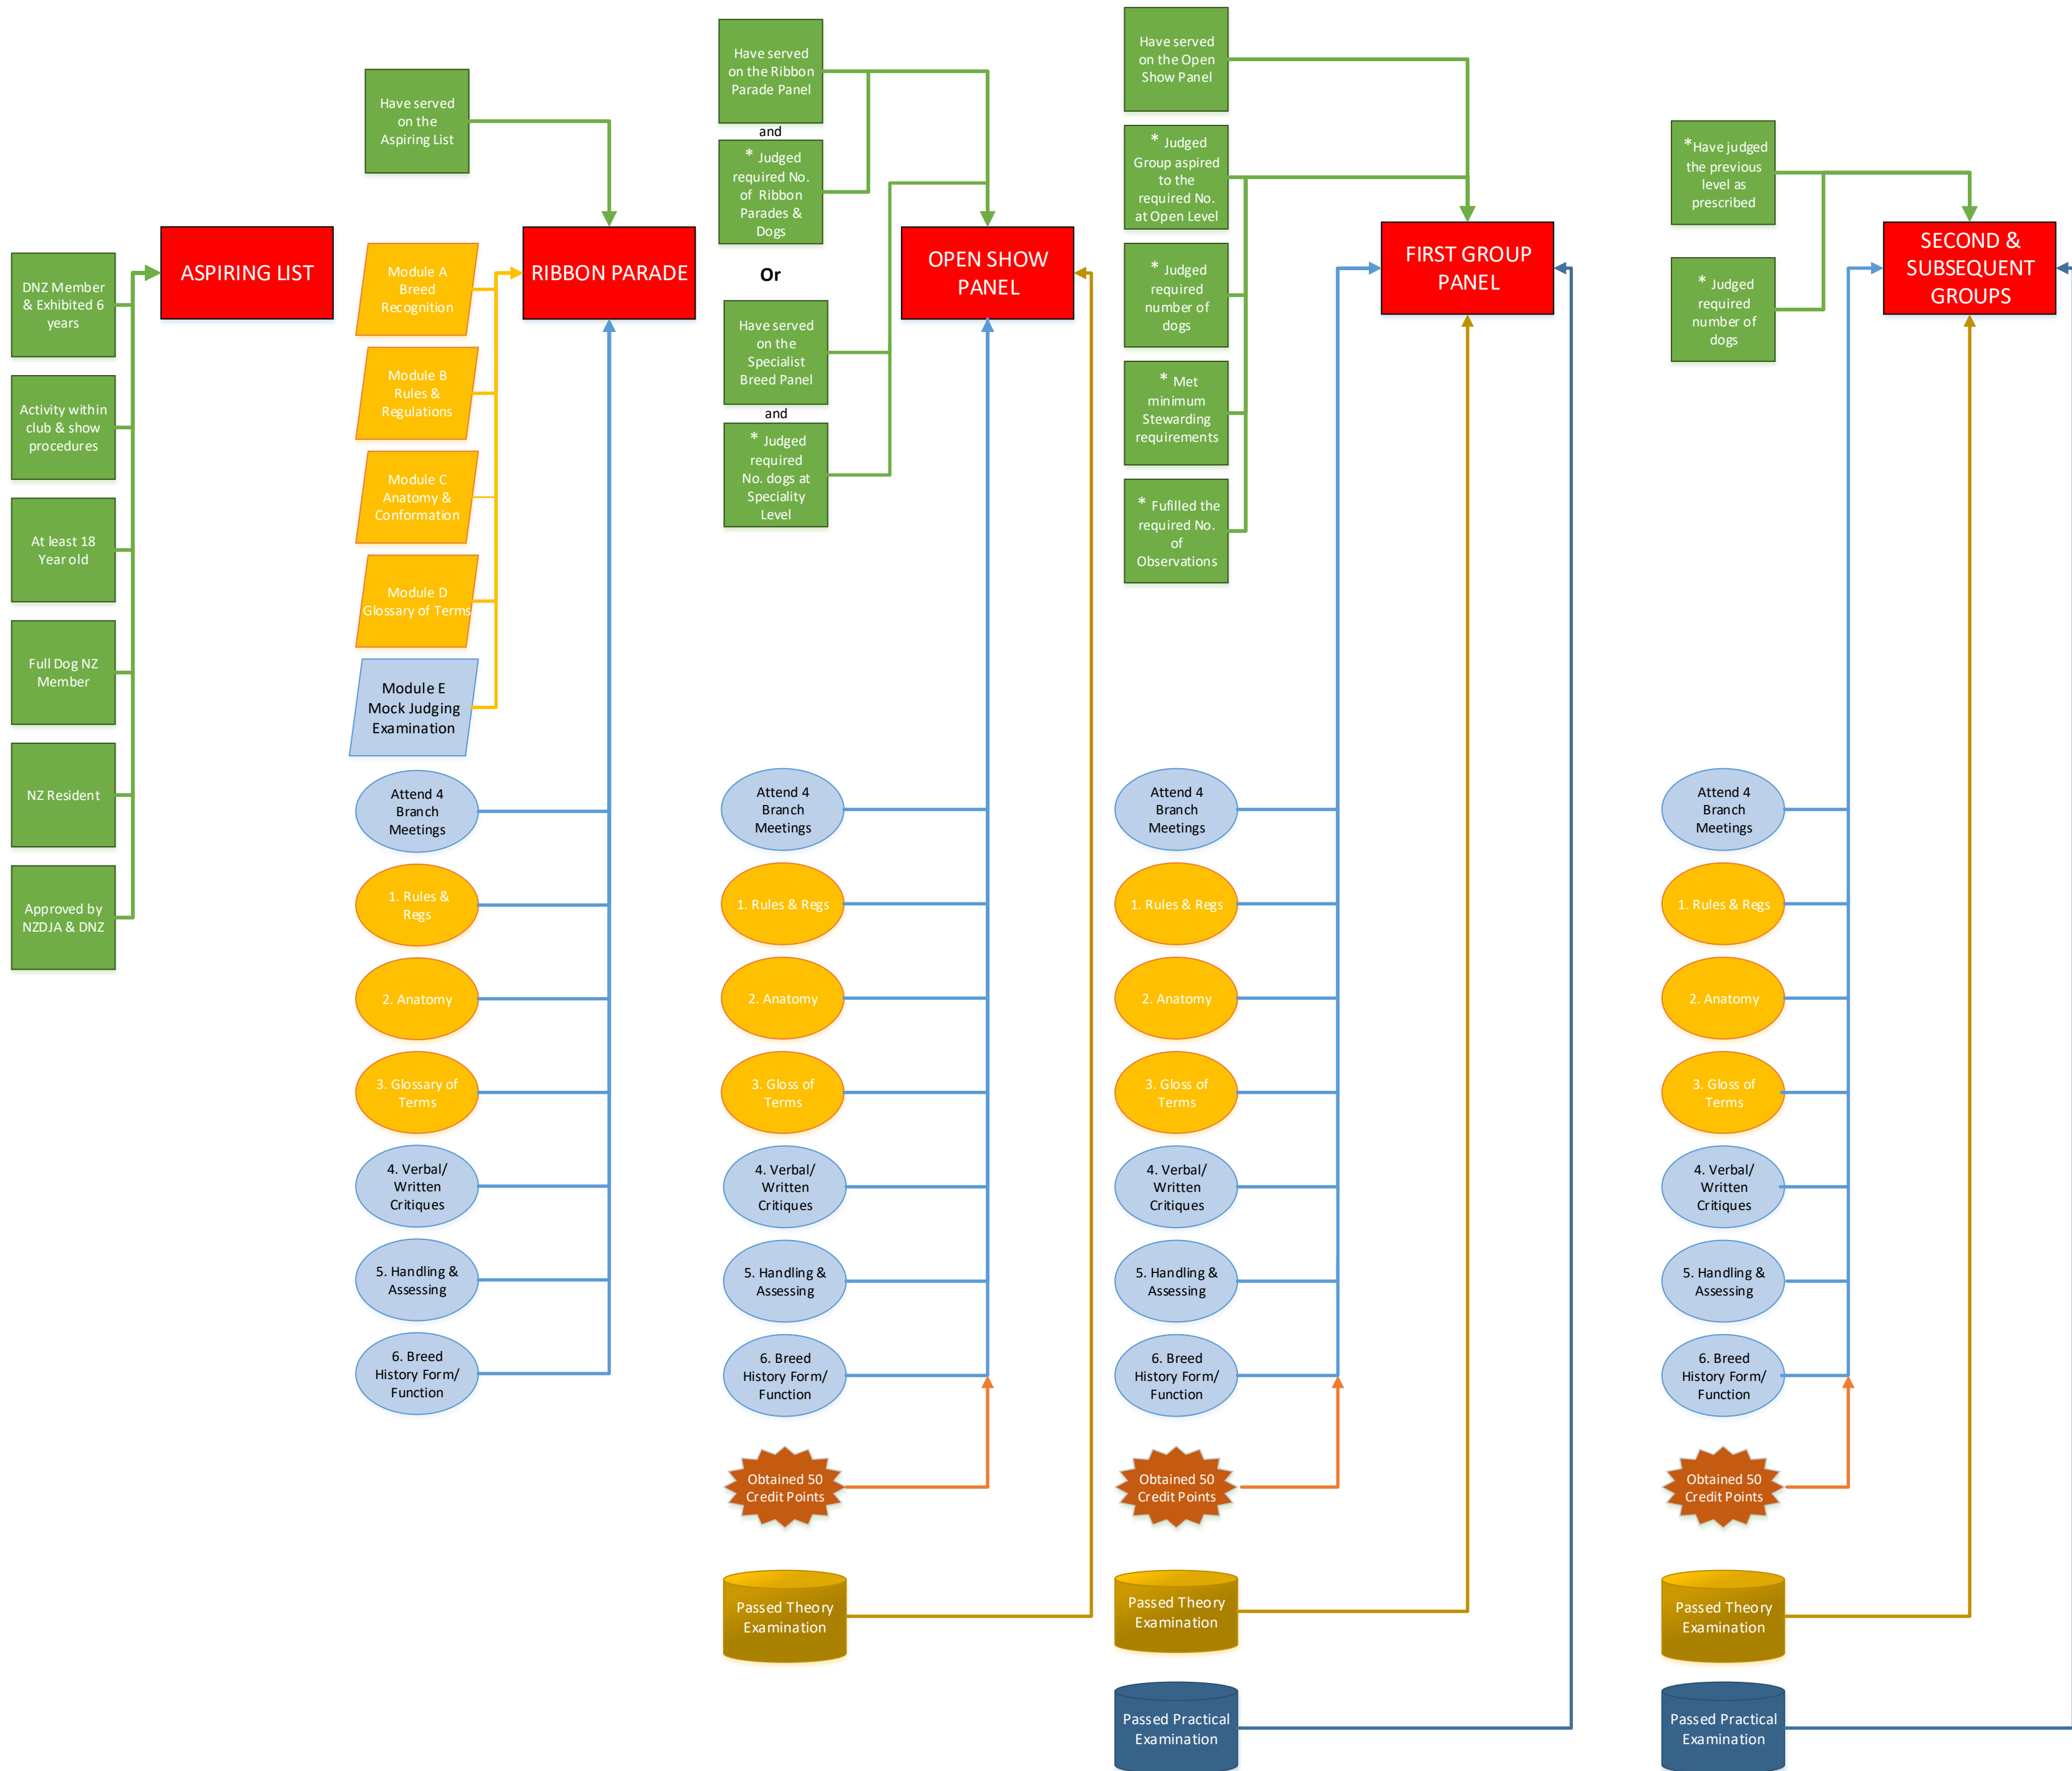 ASPIRING LIST
DNZ Member
& Exhibited 6
years
Activity within
club & show
procedures
At least 18
Year old
Full Dog NZ
Member
NZ Resident
Approved by
NZDJA & DNZ
Have served
on the
Aspiring List
RIBBON PARADE
Module A
Breed
Recognition
Module B
Rules &
Regulations
Module C
Anatomy &
Conformation
Module D
Glossary of Terms
Module E
Mock Judging
Examination
Attend 4
Branch
Meetings
1. Rules &
Regs
2. Anatomy
3. Glossary of
Terms
4. Verbal/
Written
Critiques
5. Handling &
Assessing
6. Breed
History Form/
Function
Have served
on the Ribbon
Parade Panel
and
* Judged
required No.
of Ribbon
Parades &
Dogs
Or
Have served
on the
Specialist
Breed Panel
and
* Judged
required
No. dogs at
Speciality
Level
OPEN SHOW
PANEL
Attend 4
Branch
Meetings
1. Rules & Regs
2. Anatomy
3. Gloss of
Terms
4. Verbal/
Written
Critiques
5. Handling &
Assessing
6. Breed
History Form/
Function
Obtained 50
Credit Points
Passed Theory
Examination
Have served
on the Open
Show Panel
* Judged
Group aspired
to the
required No.
at Open Level
* Judged
required
number of
dogs
* Met
minimum
Stewarding
requirements
* Fufilled the
required No.
of
Observations
FIRST GROUP
PANEL
Attend 4
Branch
Meetings
1. Rules & Regs
2. Anatomy
3. Gloss of
Terms
4. Verbal/
Written
Critiques
5. Handling &
Assessing
6. Breed
History Form/
Function
Obtained 50
Credit Points
Passed Theory
Examination
Passed Practical
Examination
*Have judged
the previous
level as
prescribed
* Judged
required
number of
dogs
SECOND &
SUBSEQUENT
GROUPS
Attend 4
Branch
Meetings
1. Rules & Regs
2. Anatomy
3. Gloss of
Terms
4. Verbal/
Written
Critiques
5. Handling &
Assessing
6. Breed
History Form/
Function
Obtained 50
Credit Points
Passed Theory
Examination
Passed Practical
Examination